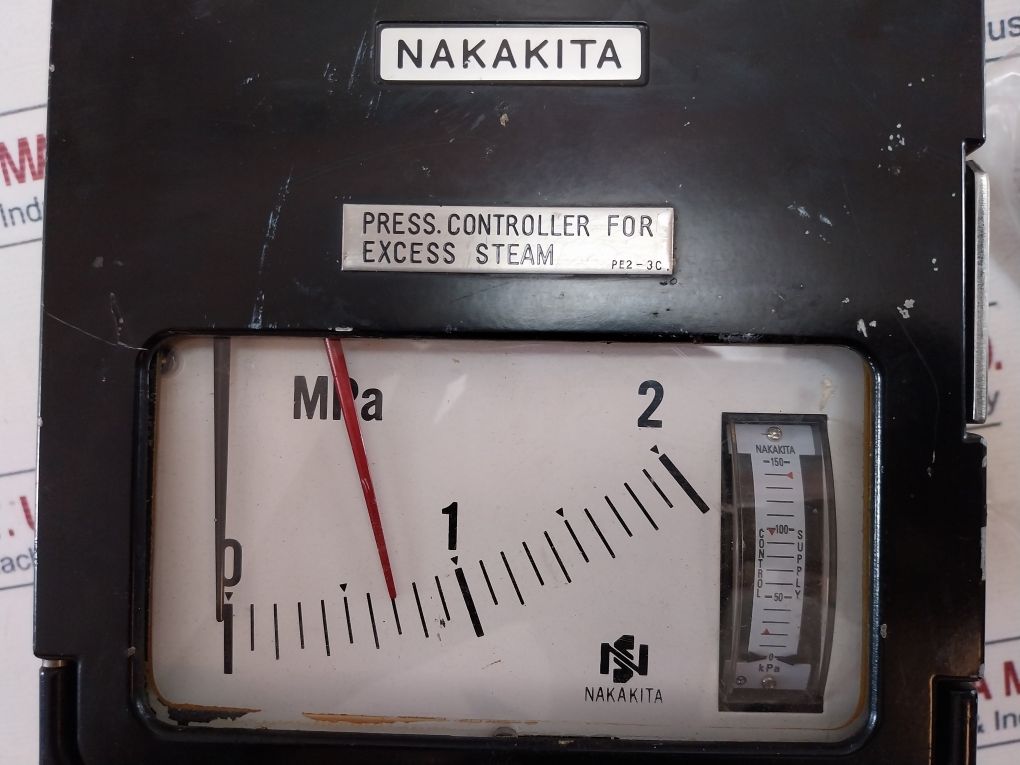 NAKAKITA
PRESS. CONTROLLER FOR
EXCESS STEAM
PE2-3C
MPa
0
1
2
NAKAKITA
150
100
50
0
kPa
CONTROL
SUPPLY
NAKAKITA